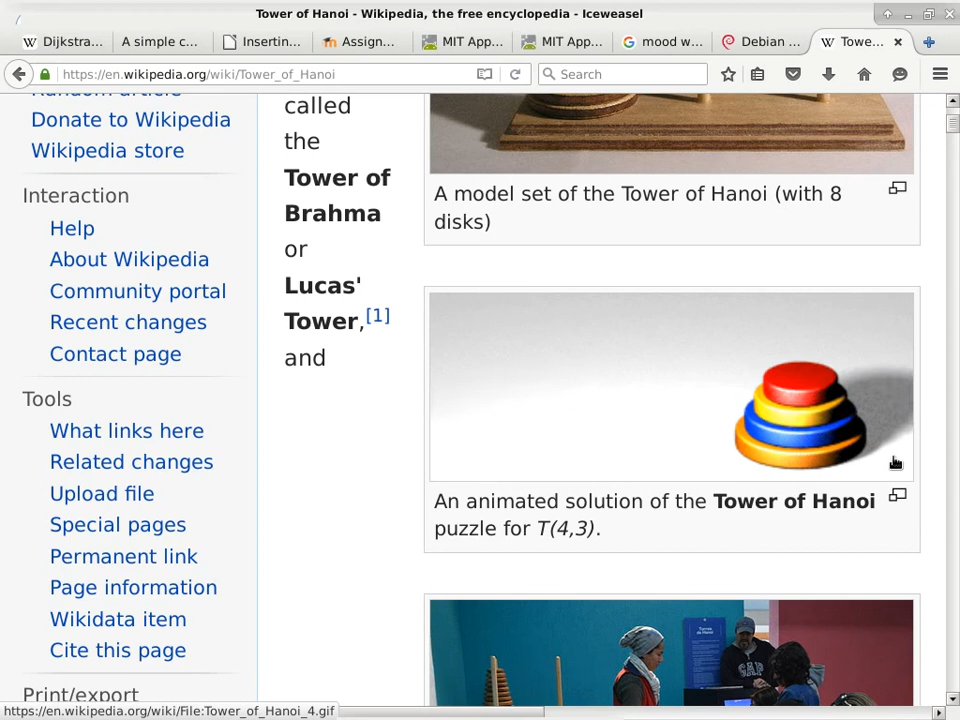 Tower of Hanoi - Wikipedia, the free encyclopedia - Iceweasel
Dijkstra... A simple c... Insertin... Assign... MIT App... MIT App... mood w... Debian ... Towe...
https://en.wikipedia.org/wiki/Tower_of_Hanoi Search
Random article
Donate to Wikipedia
Wikipedia store
Interaction
Help
About Wikipedia
Community portal
Recent changes
Contact page
Tools
What links here
Related changes
Upload file
Special pages
Permanent link
Page information
Wikidata item
Cite this page
Print/export
called
the
Tower of
Brahma
or
Lucas'
Tower,[1]
and
A model set of the Tower of Hanoi (with 8
disks)
An animated solution of the Tower of Hanoi
puzzle for T(4,3).
GAP
https://en.wikipedia.org/wiki/File:Tower_of_Hanoi_4.gif